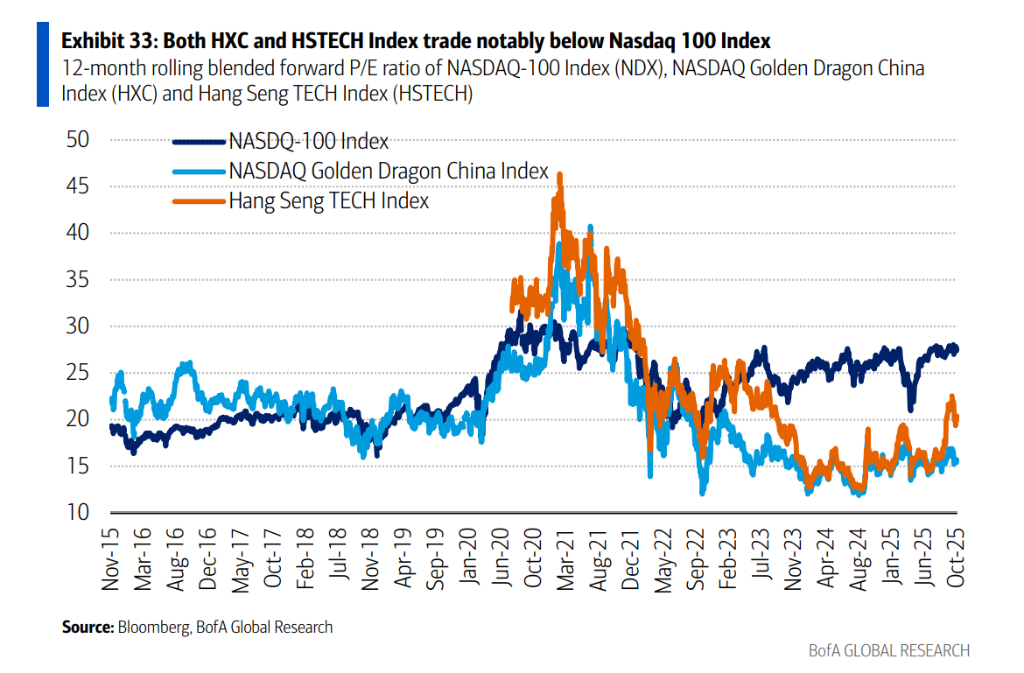 Exhibit 33: Both HXC and HSTECH Index trade notably below Nasdaq 100 Index
12-month rolling blended forward P/E ratio of NASDAQ-100 Index (NDX), NASDAQ Golden Dragon China
Index (HXC) and Hang Seng TECH Index (HSTECH)
50
NASDQ-100 Index
NASDAQ Golden Dragon China Index
45
Hang Seng TECH Index
40
35
30
25
20
15
10
Nov-15
Mar-16
Aug-16
Dec-16
May-17
Oct-17
Feb-18
Jul-18
Nov-18
Apr-19
Sep-19
Jan-20
Jun-20
Oct-20
Mar-21
Aug-21
Dec-21
May-22
Sep-22
Feb-23
Jul-23
Nov-23
Apr-24
Aug-24
Jan-25
Jun-25
Oct-25
Source: Bloomberg, BofA Global Research
BofA GLOBAL RESEARCH